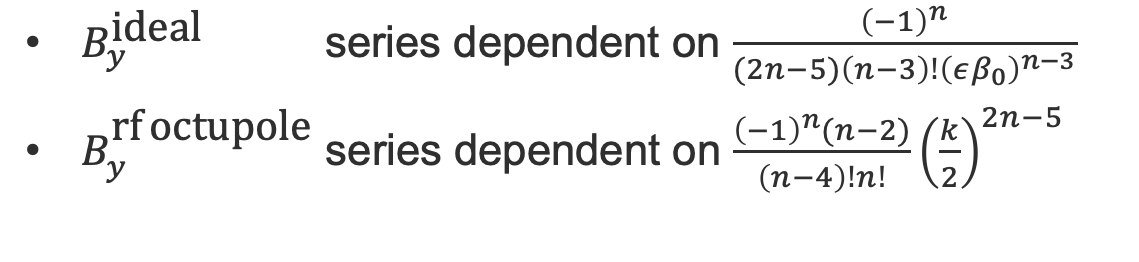 • B_y^ideal series dependent on (−1)^n / ((2n−5)(n−3)!(ϵβ₀)^(n−3))
• B_y^rf octupole series dependent on ((−1)^n(n−2) / ((n−4)!n!)) (k/2)^(2n−5)